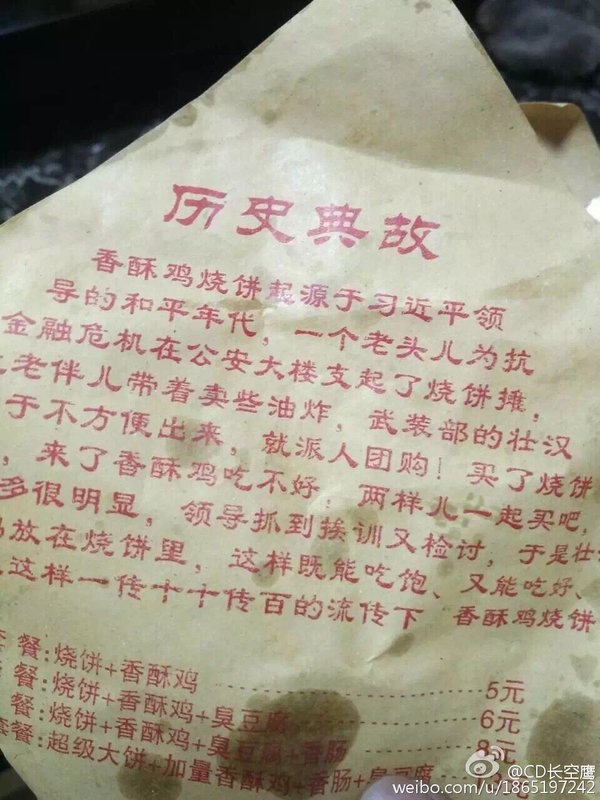 历史典故
香酥鸡烧饼起源于习近平领
导的和平年代，一个老头儿为抗
金融危机在公安大楼支起了烧饼摊，
老伴儿带着卖些油炸，武装部的壮汉
于不方便出来，就派人团购！买了烧饼
，来了香酥鸡吃不好，两样儿一起买吧，
多很明显，领导抓到挨训又检讨，于是壮
放在烧饼里，这样既能吃饱、又能吃好、
这样一传十十传百的流传下 香酥鸡烧饼
餐：烧饼+香酥鸡 5元
餐：烧饼+香酥鸡+臭豆腐 6元
餐：烧饼+香酥鸡+臭豆腐+香肠 8元
套餐：超级大饼+加量香酥鸡+香肠+臭豆腐
@CD长空鹰
weibo.com/u/1865197242